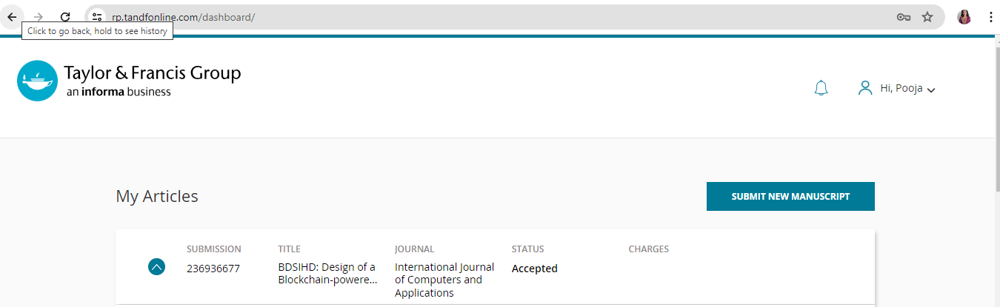 rp.tandfonline.com/dashboard/
Click to go back, hold to see history
Taylor & Francis Group
an informa business
Hi, Pooja
My Articles
SUBMIT NEW MANUSCRIPT
SUBMISSION TITLE JOURNAL STATUS CHARGES
236936677 BDSIHD: Design of a International Journal Accepted
Blockchain-powere... of Computers and
Applications